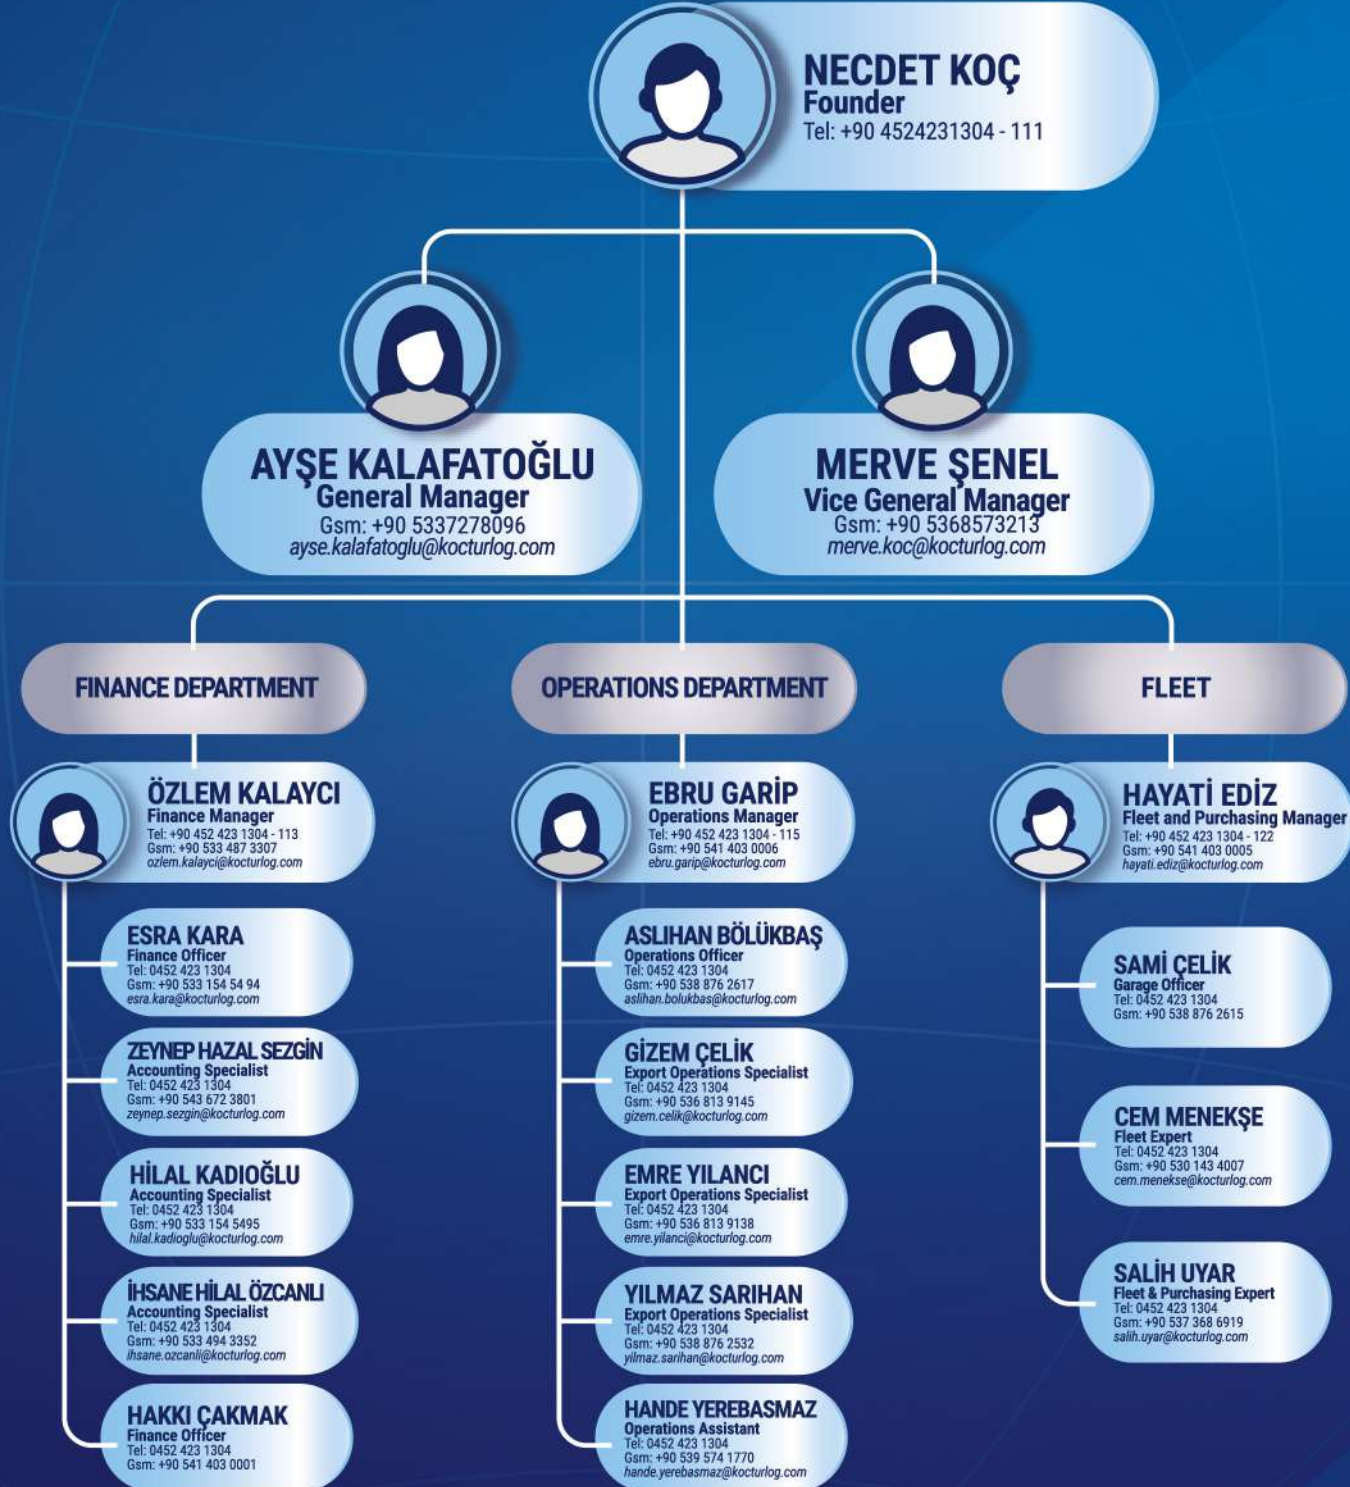 NECDET KOÇ
Founder
Tel: +90 4524231304 - 111
AYŞE KALAFATOĞLU
General Manager
Gsm: +90 5337278096
ayse.kalafatoglu@kocturlog.com
MERVE ŞENEL
Vice General Manager
Gsm: +90 5368573213
merve.koc@kocturlog.com
FINANCE DEPARTMENT
ÖZLEM KALAYCI
Finance Manager
Tel: +90 452 423 1304 - 113
Gsm: +90 533 487 3307
ozlem.kalayci@kocturlog.com
ESRA KARA
Finance Officer
Tel: 0452 423 1304
Gsm: +90 533 154 54 94
esra.kara@kocturlog.com
ZEYNEP HAZAL SEZGİN
Accounting Specialist
Tel: 0452 423 1304
Gsm: +90 543 672 3801
zeynep.sezgin@kocturlog.com
HİLAL KADIOĞLU
Accounting Specialist
Tel: 0452 423 1304
Gsm: +90 533 154 5495
hilal.kadioglu@kocturlog.com
İHSANE HİLAL ÖZCANLI
Accounting Specialist
Tel: 0452 423 1304
Gsm: +90 533 494 3352
ihsane.ozcanli@kocturlog.com
HAKKI ÇAKMAK
Finance Officer
Tel: 0452 423 1304
Gsm: +90 541 403 0001
OPERATIONS DEPARTMENT
EBRU GARİP
Operations Manager
Tel: +90 452 423 1304 - 115
Gsm: +90 541 403 0006
ebru.garip@kocturlog.com
ASLIHAN BÖLÜKBAŞ
Operations Officer
Tel: 0452 423 1304
Gsm: +90 538 876 2617
aslihan.bolukbas@kocturlog.com
GİZEM ÇELİK
Export Operations Specialist
Tel: 0452 423 1304
Gsm: +90 536 813 9145
gizem.celik@kocturlog.com
EMRE YILANCI
Export Operations Specialist
Tel: 0452 423 1304
Gsm: +90 536 813 9138
emre.yilanci@kocturlog.com
YILMAZ SARIHAN
Export Operations Specialist
Tel: 0452 423 1304
Gsm: +90 538 876 2532
yilmaz.sarihan@kocturlog.com
HANDE YEREBASMAZ
Operations Assistant
Tel: 0452 423 1304
Gsm: +90 539 574 1770
hande.yerebasmaz@kocturlog.com
FLEET
HAYATİ EDİZ
Fleet and Purchasing Manager
Tel: +90 452 423 1304 - 122
Gsm: +90 541 403 0005
hayati.ediz@kocturlog.com
SAMİ ÇELİK
Garage Officer
Tel: 0452 423 1304
Gsm: +90 538 876 2615
CEM MENEKŞE
Fleet Expert
Tel: 0452 423 1304
Gsm: +90 530 143 4007
cem.menekse@kocturlog.com
SALİH UYAR
Fleet & Purchasing Expert
Tel: 0452 423 1304
Gsm: +90 537 368 6919
salih.uyar@kocturlog.com